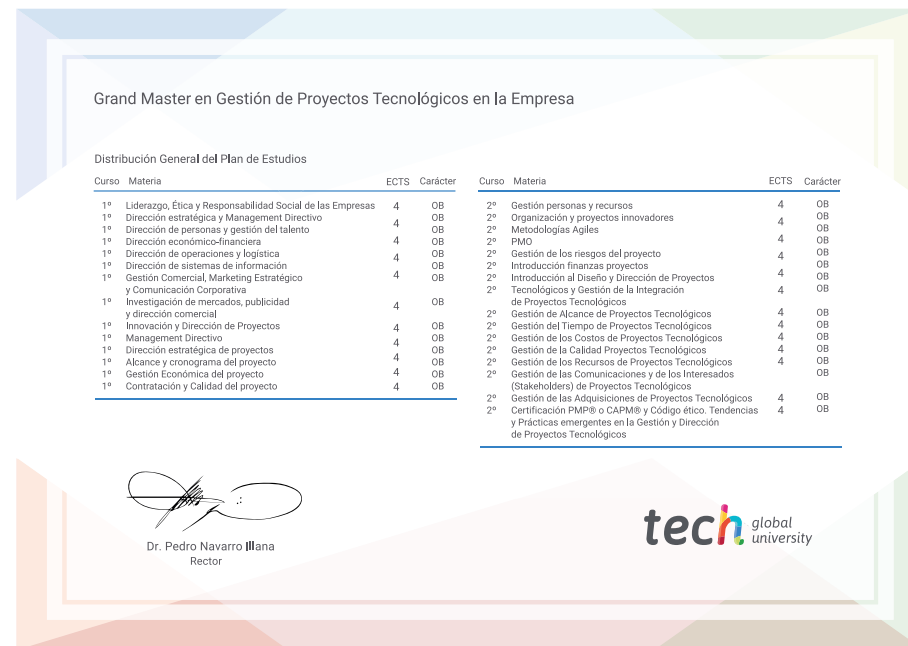 Grand Master en Gestión de Proyectos Tecnológicos en la Empresa
Distribución General del Plan de Estudios
Curso Materia ECTS Carácter
1º Liderazgo, Ética y Responsabilidad Social de las Empresas 4 OB
1º Dirección estratégica y Management Directivo 4 OB
1º Dirección de personas y gestión del talento OB
1º Dirección económico-financiera 4 OB
1º Dirección de operaciones y logística 4 OB
1º Dirección de sistemas de información OB
1º Gestión Comercial, Marketing Estratégico 4 OB
y Comunicación Corporativa
1º Investigación de mercados, publicidad 4 OB
y dirección comercial
1º Innovación y Dirección de Proyectos 4 OB
1º Management Directivo 4 OB
1º Dirección estratégica de proyectos OB
1º Alcance y cronograma del proyecto 4 OB
1º Gestión Económica del proyecto 4 OB
1º Contratación y Calidad del proyecto 4 OB
Curso Materia ECTS Carácter
2º Gestión personas y recursos 4 OB
2º Organización y proyectos innovadores 4 OB
2º Metodologías Agiles OB
2º PMO 4 OB
2º Gestión de los riesgos del proyecto 4 OB
2º Introducción finanzas proyectos OB
2º Introducción al Diseño y Dirección de Proyectos 4 OB
2º Tecnológicos y Gestión de la Integración 4 OB
de Proyectos Tecnológicos
2º Gestión de Alcance de Proyectos Tecnológicos 4 OB
2º Gestión del Tiempo de Proyectos Tecnológicos 4 OB
2º Gestión de los Costos de Proyectos Tecnológicos 4 OB
2º Gestión de la Calidad Proyectos Tecnológicos 4 OB
2º Gestión de los Recursos de Proyectos Tecnológicos 4 OB
2º Gestión de las Comunicaciones y de los Interesados OB
(Stakeholders) de Proyectos Tecnológicos
2º Gestión de las Adquisiciones de Proyectos Tecnológicos 4 OB
2º Certificación PMP® o CAPM® y Código ético. Tendencias 4 OB
y Prácticas emergentes en la Gestión y Dirección
de Proyectos Tecnológicos
Dr. Pedro Navarro Illana
Rector
tech global
university